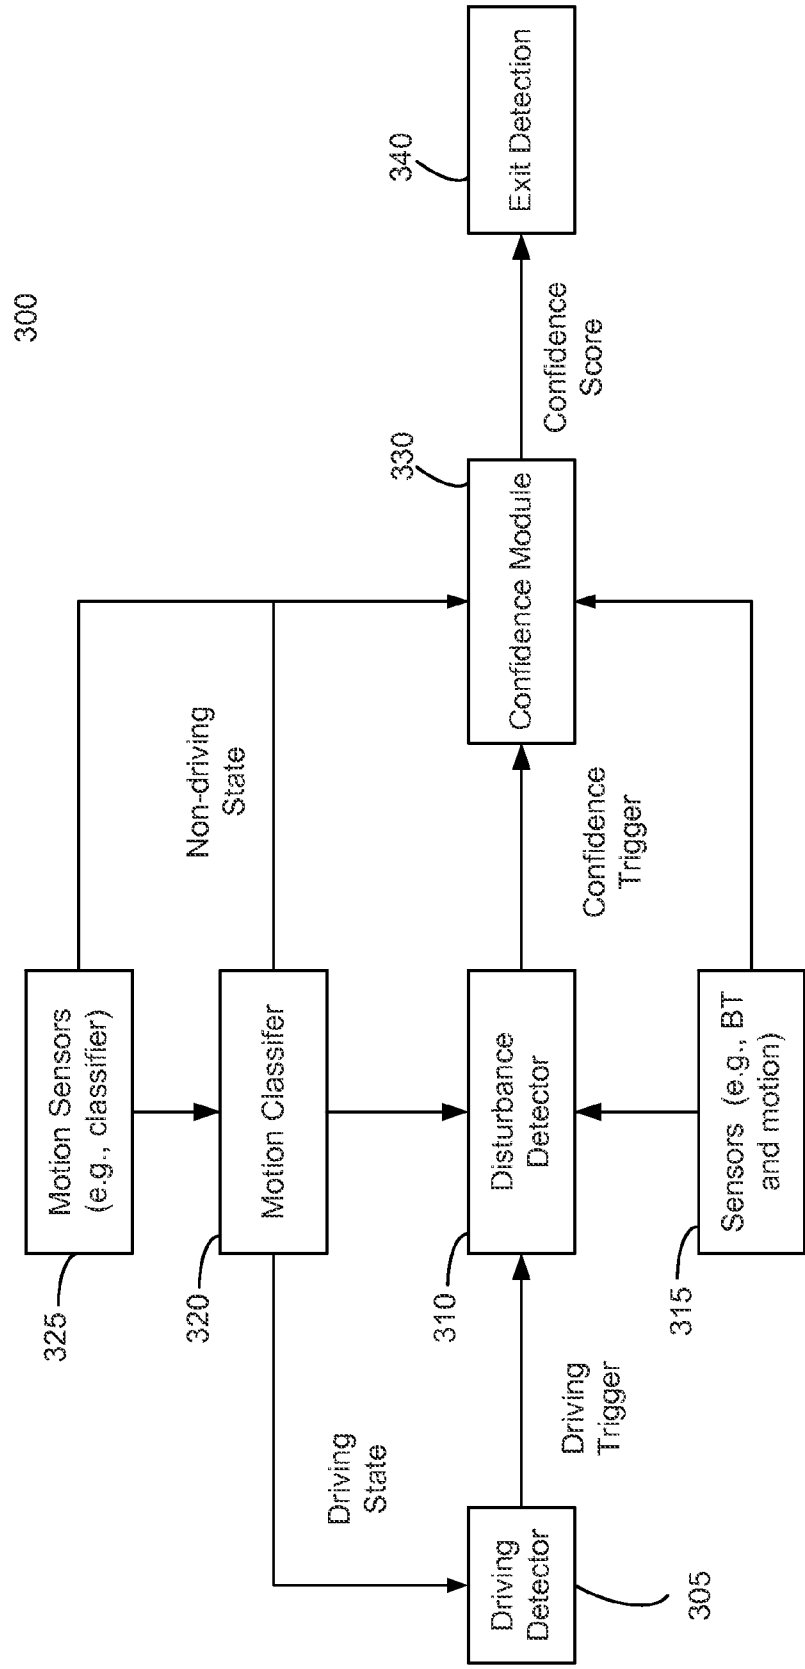 300
Motion Sensors
(e.g., classifier)
325
Motion Classifer
320
Driving
State
Non-driving
State
Driving
Detector
305
Driving
Trigger
Disturbance
Detector
310
Confidence
Trigger
Confidence Module
330
Confidence
Score
Exit Detection
340
Sensors (e.g., BT
and motion)
315